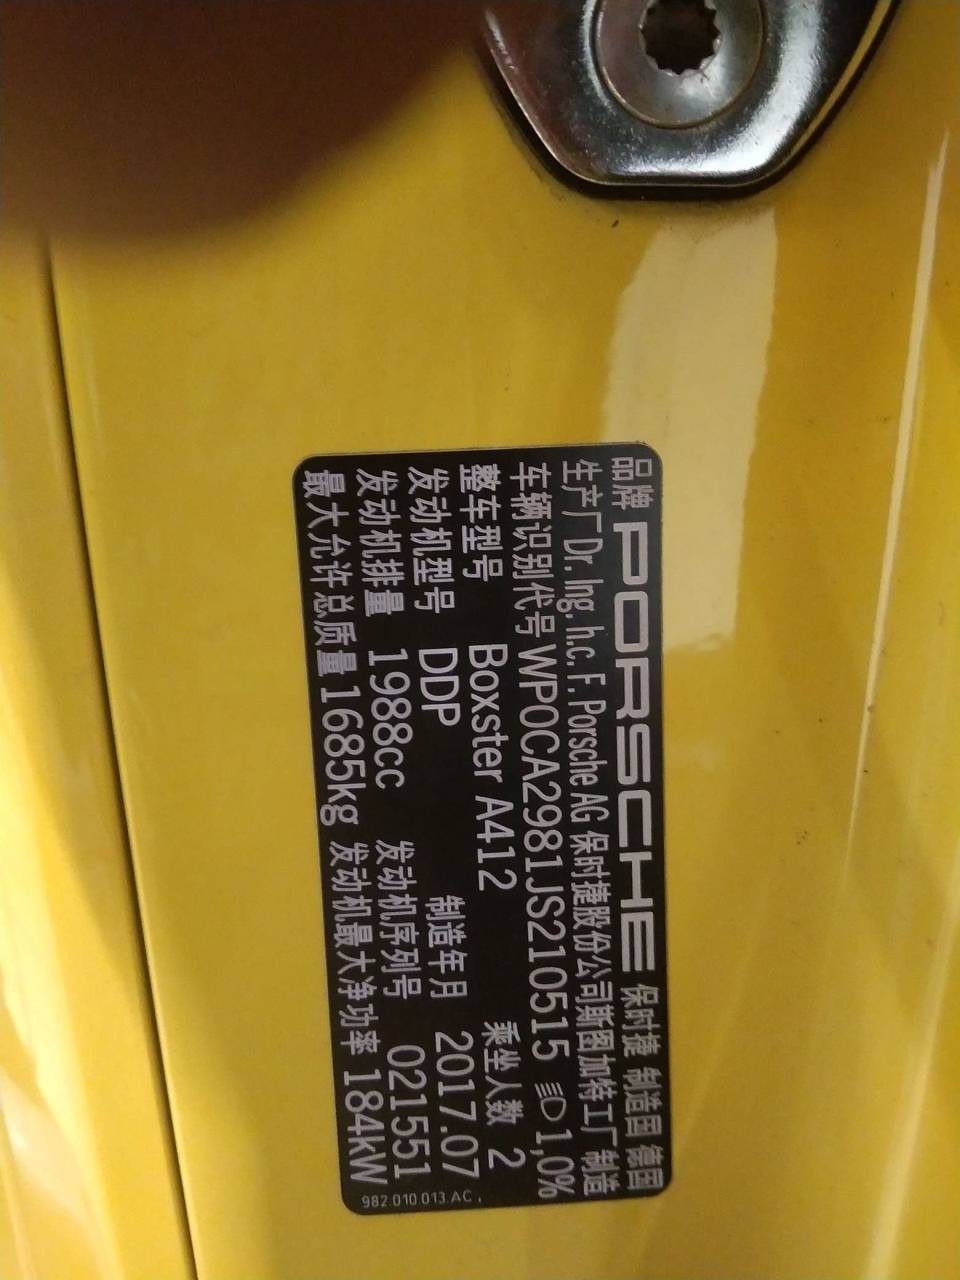 品牌 PORSCHE 保时捷 制造国 德国
生产厂Dr. Ing. h.c. F. Porsche AG 保时捷股份公司斯图加特工厂制造
车辆识别代号 WP0CA2981JS210515 1,0%
整车型号 Boxster A412 乘坐人数 2
发动机型号 DDP 制造年月 2017.07
发动机排量 1988cc 发动机序列号 021551
最大允许总质量 1685kg 发动机最大净功率 184kW
982.010.013.AC